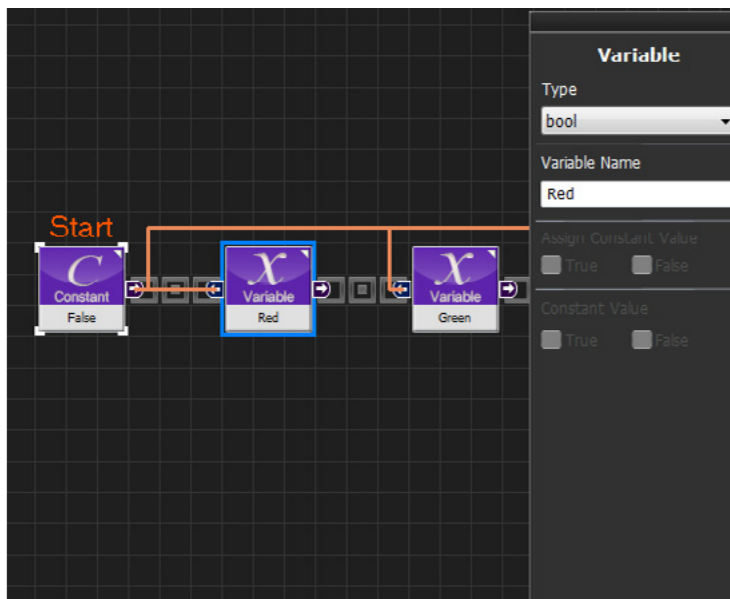 Start
C
Constant
False
X
Variable
Red
X
Variable
Green
Variable
Type
bool
Variable Name
Red
Assign Constant Value
True False
Constant Value
True False